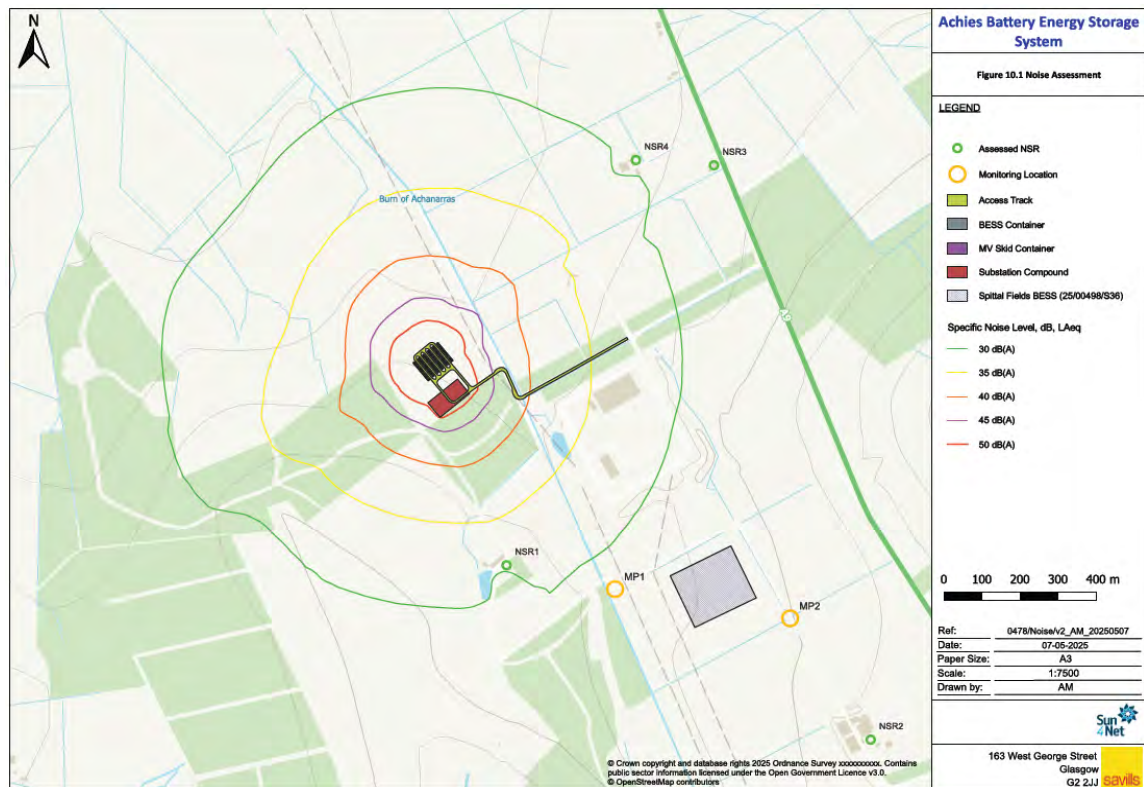 N
Burn of Achanarras
NSR4
NSR3
A9
NSR1
MP1
MP2
NSR2
© Crown copyright and database rights 2025 Ordnance Survey xxxxxxxxxx. Contains
public sector information licensed under the Open Government Licence v3.0.
© OpenStreetMap contributors
Achies Battery Energy Storage
System
Figure 10.1 Noise Assessment
LEGEND
Assessed NSR
Monitoring Location
Access Track
BESS Container
MV Skid Container
Substation Compound
Spittal Fields BESS (25/00498/S36)
Specific Noise Level, dB, LAeq
30 dB(A)
35 dB(A)
40 dB(A)
45 dB(A)
50 dB(A)
0 100 200 300 400 m
Ref: 0478/Noise/v2_AM_20250507
Date: 07-05-2025
Paper Size: A3
Scale: 1:7500
Drawn by: AM
Sun
4Net
163 West George Street
Glasgow
G2 2JJ
savills